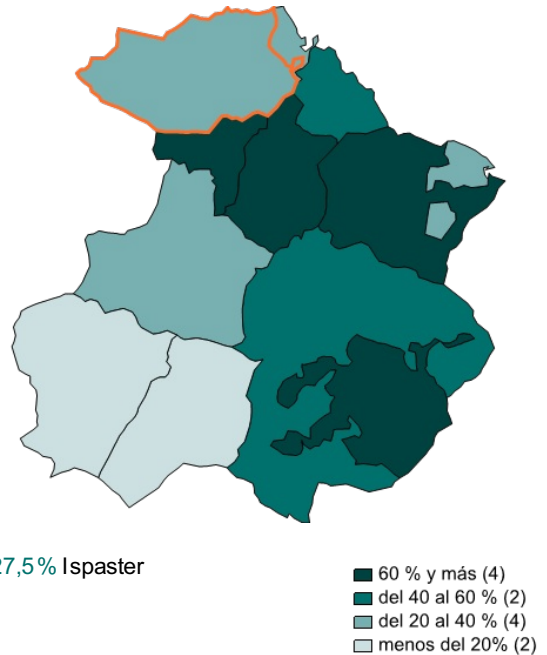 27,5% Ispaster
60 % y más (4)
del 40 al 60 % (2)
del 20 al 40 % (4)
menos del 20% (2)